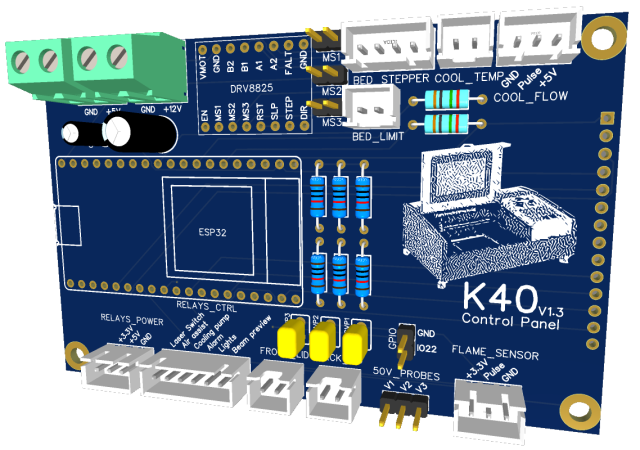 GND +5V GND +12V
VMOT GND B2 B1 A1 A2 FALT GND
DRV8825
EN MS1 MS2 MS3 RST SLP STEP DIR
MS1
MS2
MS3
BED_STEPPER
COOL_TEMP
GND
Pulse
+5V
COOL_FLOW
BED_LIMIT
ESP32
K40 V1.3
Control Panel
RELAYS_CTRL
RELAYS_POWER
+3.3V
+5V
GND
Laser Switch
Air assist
Cooling pump
Alarm
Lights
Beam preview
GPIO
GND
IO22
50V_PROBES
V1 V2 V3
FLAME_SENSOR
+3.3V
Pulse
GND